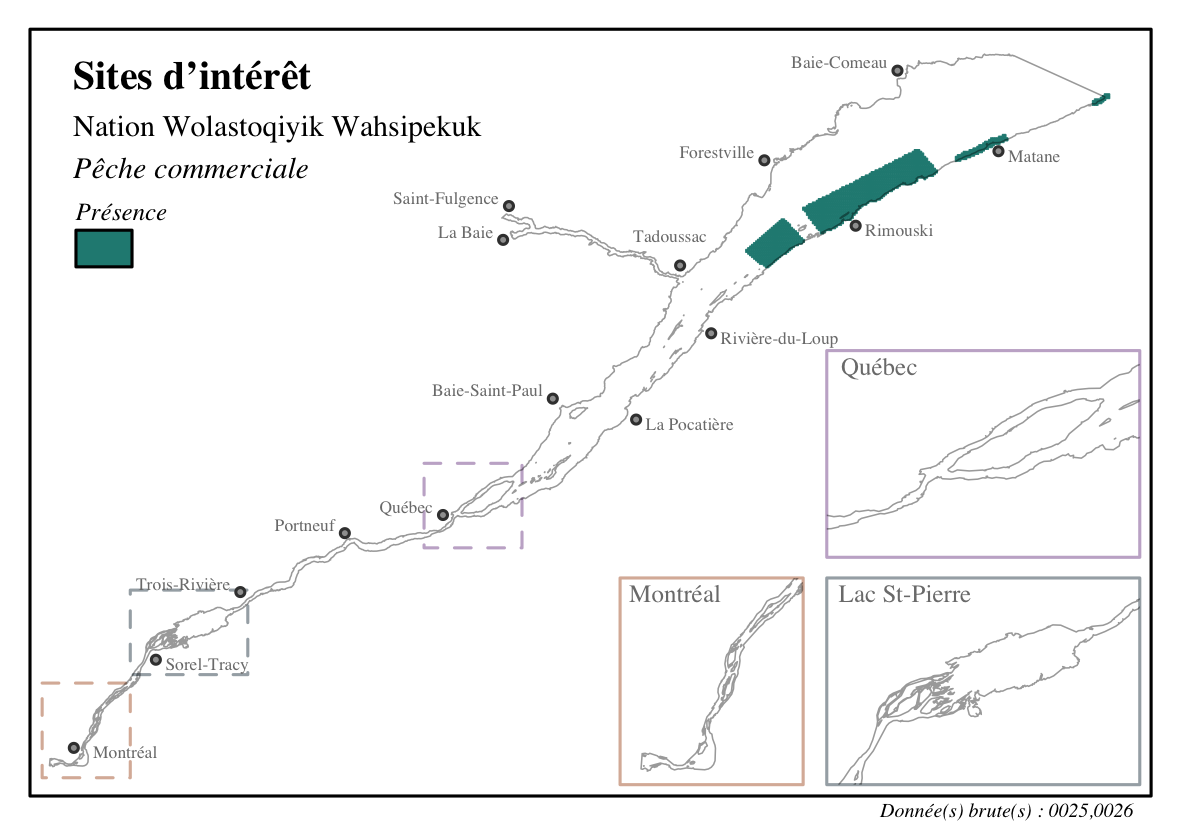 Sites d’intérêt
Nation Wolastoqiyik Wahsipekuk
Pêche commerciale
Présence
Baie-Comeau
Forestville
Matane
Saint-Fulgence
La Baie
Tadoussac
Rimouski
Rivière-du-Loup
Baie-Saint-Paul
La Pocatière
Québec
Portneuf
Trois-Rivière
Sorel-Tracy
Montréal
Québec
Montréal
Lac St-Pierre
Donnée(s) brute(s) : 0025,0026